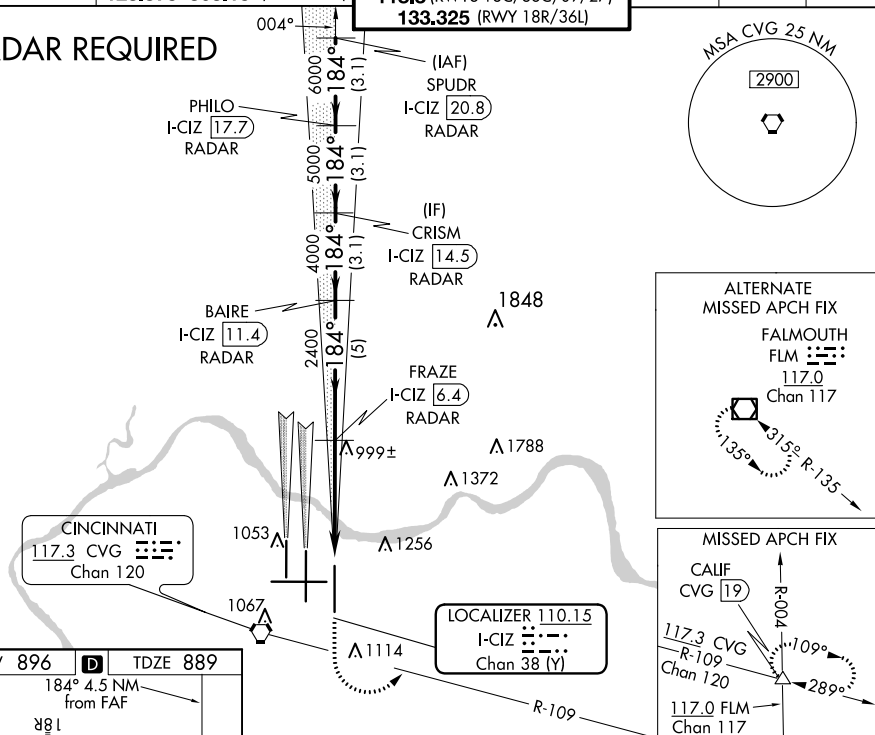 133.325 (RWY 18R/36L)
RADAR REQUIRED
004°
(IAF)
SPUDR
I-CIZ 20.8
RADAR
6000
184°
(3.1)
PHILO
I-CIZ 17.7
RADAR
5000
184°
(3.1)
(IF)
CRISM
I-CIZ 14.5
RADAR
4000
184°
(3.1)
BAIRE
I-CIZ 11.4
RADAR
2400
184°
(5)
FRAZE
I-CIZ 6.4
RADAR
1848
999±
1788
1372
1053
1256
1067
1114
CINCINNATI
117.3 CVG
Chan 120
LOCALIZER 110.15
I-CIZ
Chan 38 (Y)
R-109
MSA CVG 25 NM
2900
ALTERNATE
MISSED APCH FIX
FALMOUTH
FLM
117.0
Chan 117
135°
315° R-135
MISSED APCH FIX
CALIF
CVG 19
R-004
117.3 CVG
R-109
Chan 120
109°
289°
117.0 FLM
Chan 117
896 D TDZE 889
184° 4.5 NM
from FAF
18R